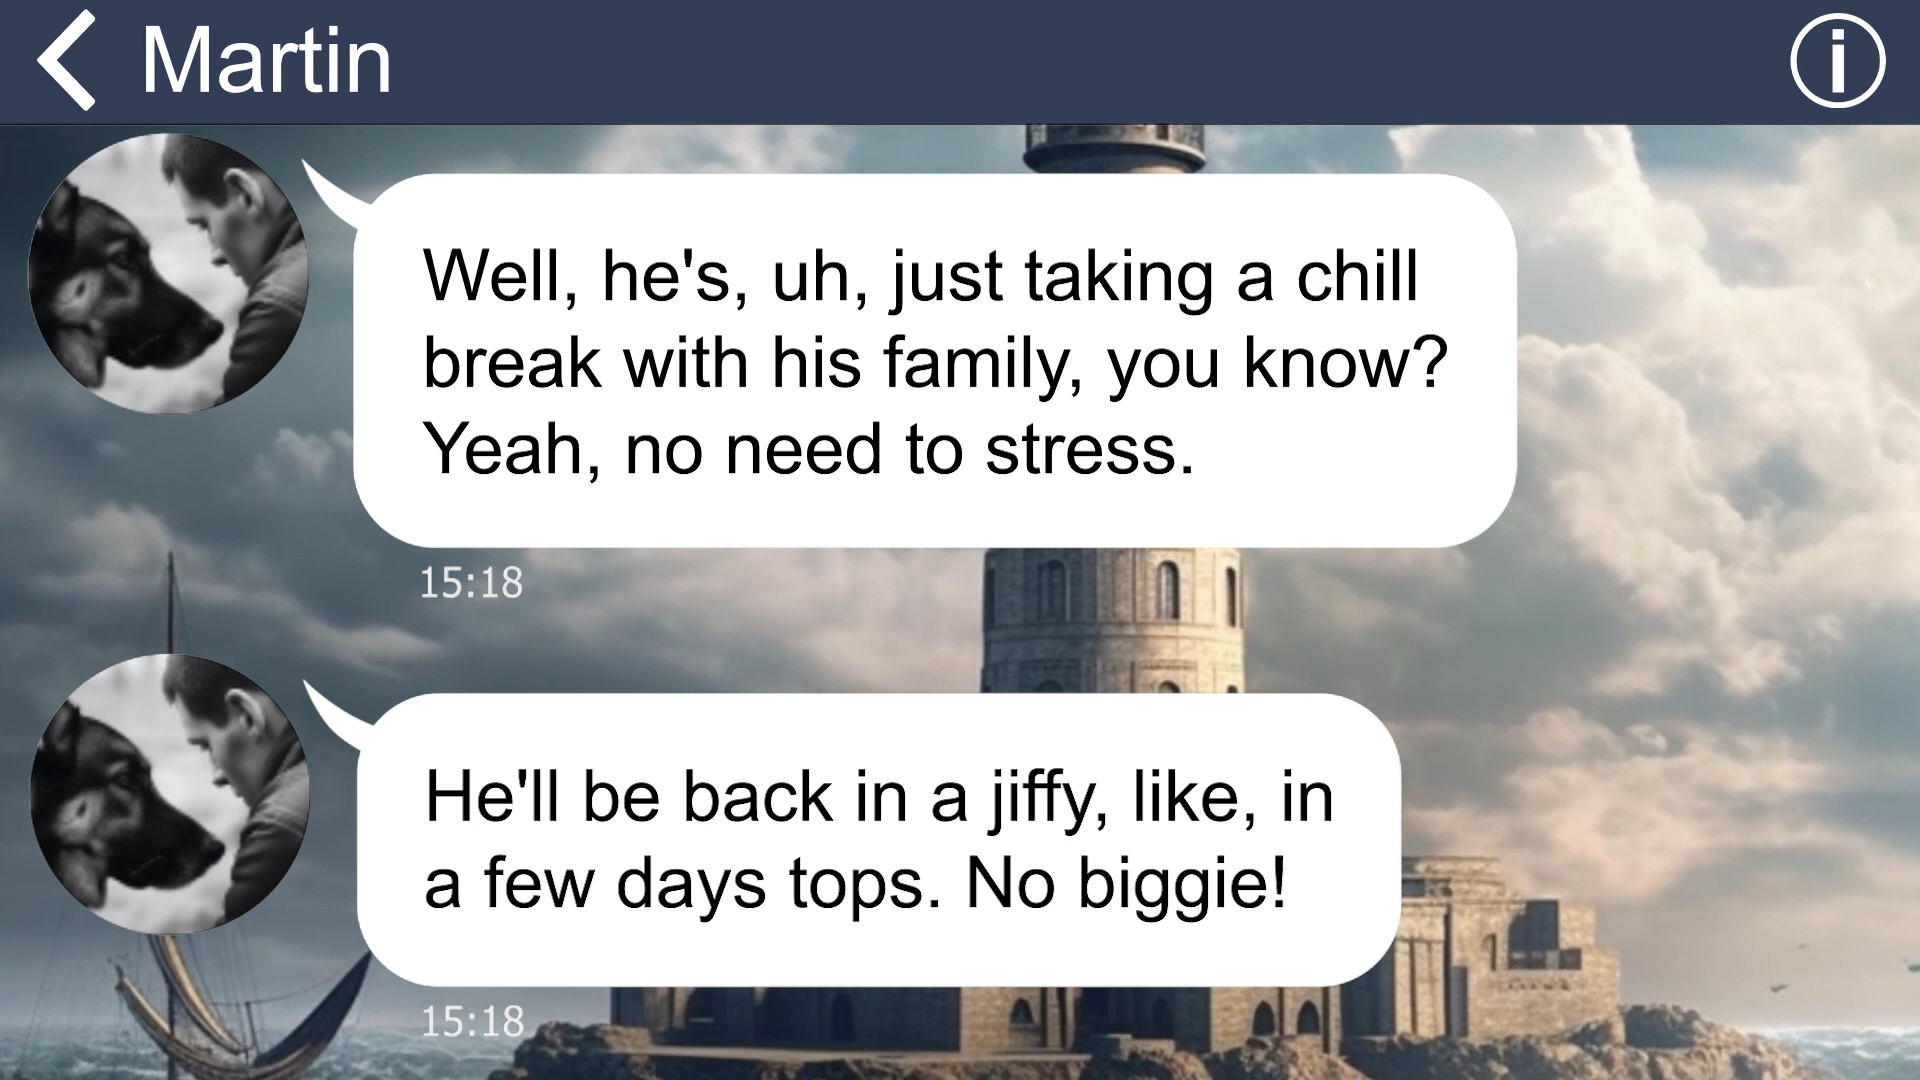 Martin
Well, he's, uh, just taking a chill
break with his family, you know?
Yeah, no need to stress.
15:18
He'll be back in a jiffy, like, in
a few days tops. No biggie!
15:18